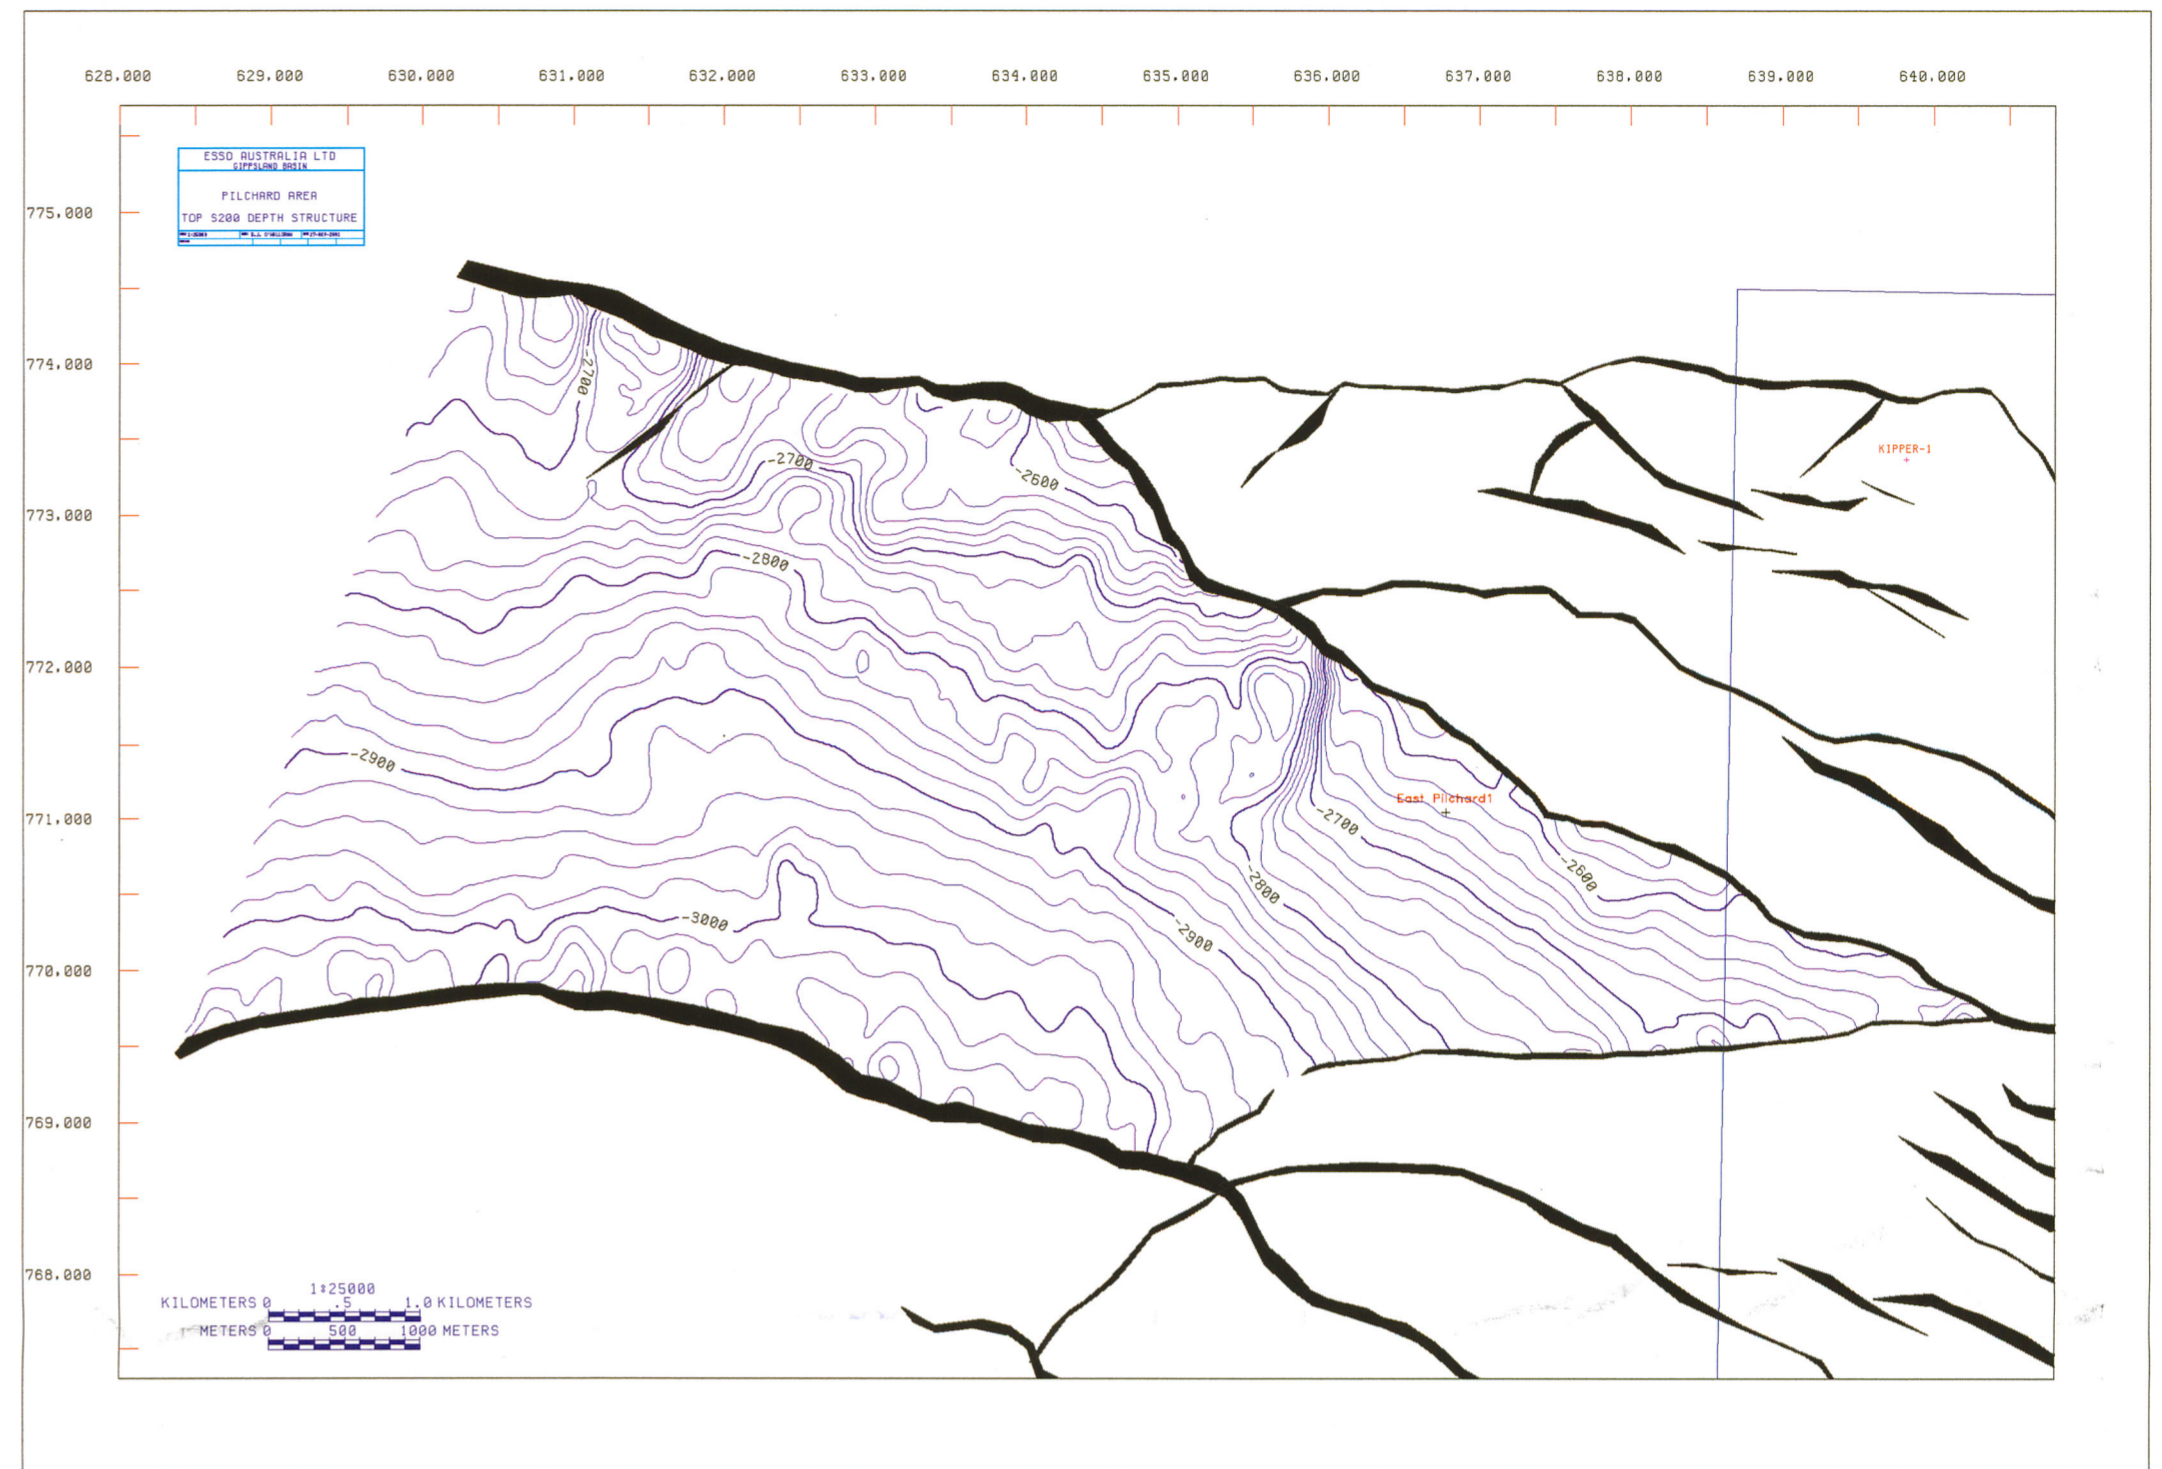 628.000 629.000 630.000 631.000 632.000 633.000 634.000 635.000 636.000 637.000 638.000 639.000 640.000
ESSO AUSTRALIA LTD
GIPPSLAND BASIN
PILCHARD AREA
TOP S200 DEPTH STRUCTURE
775.000
774.000
773.000
772.000
771.000
770.000
769.000
768.000
-2700
-2700
-2600
KIPPER-1
-2800
-2900
East Pilchard1
-2700
-2600
-2800
-3000
-2900
1:25000
KILOMETERS 0 .5 1.0 KILOMETERS
METERS 0 500 1000 METERS